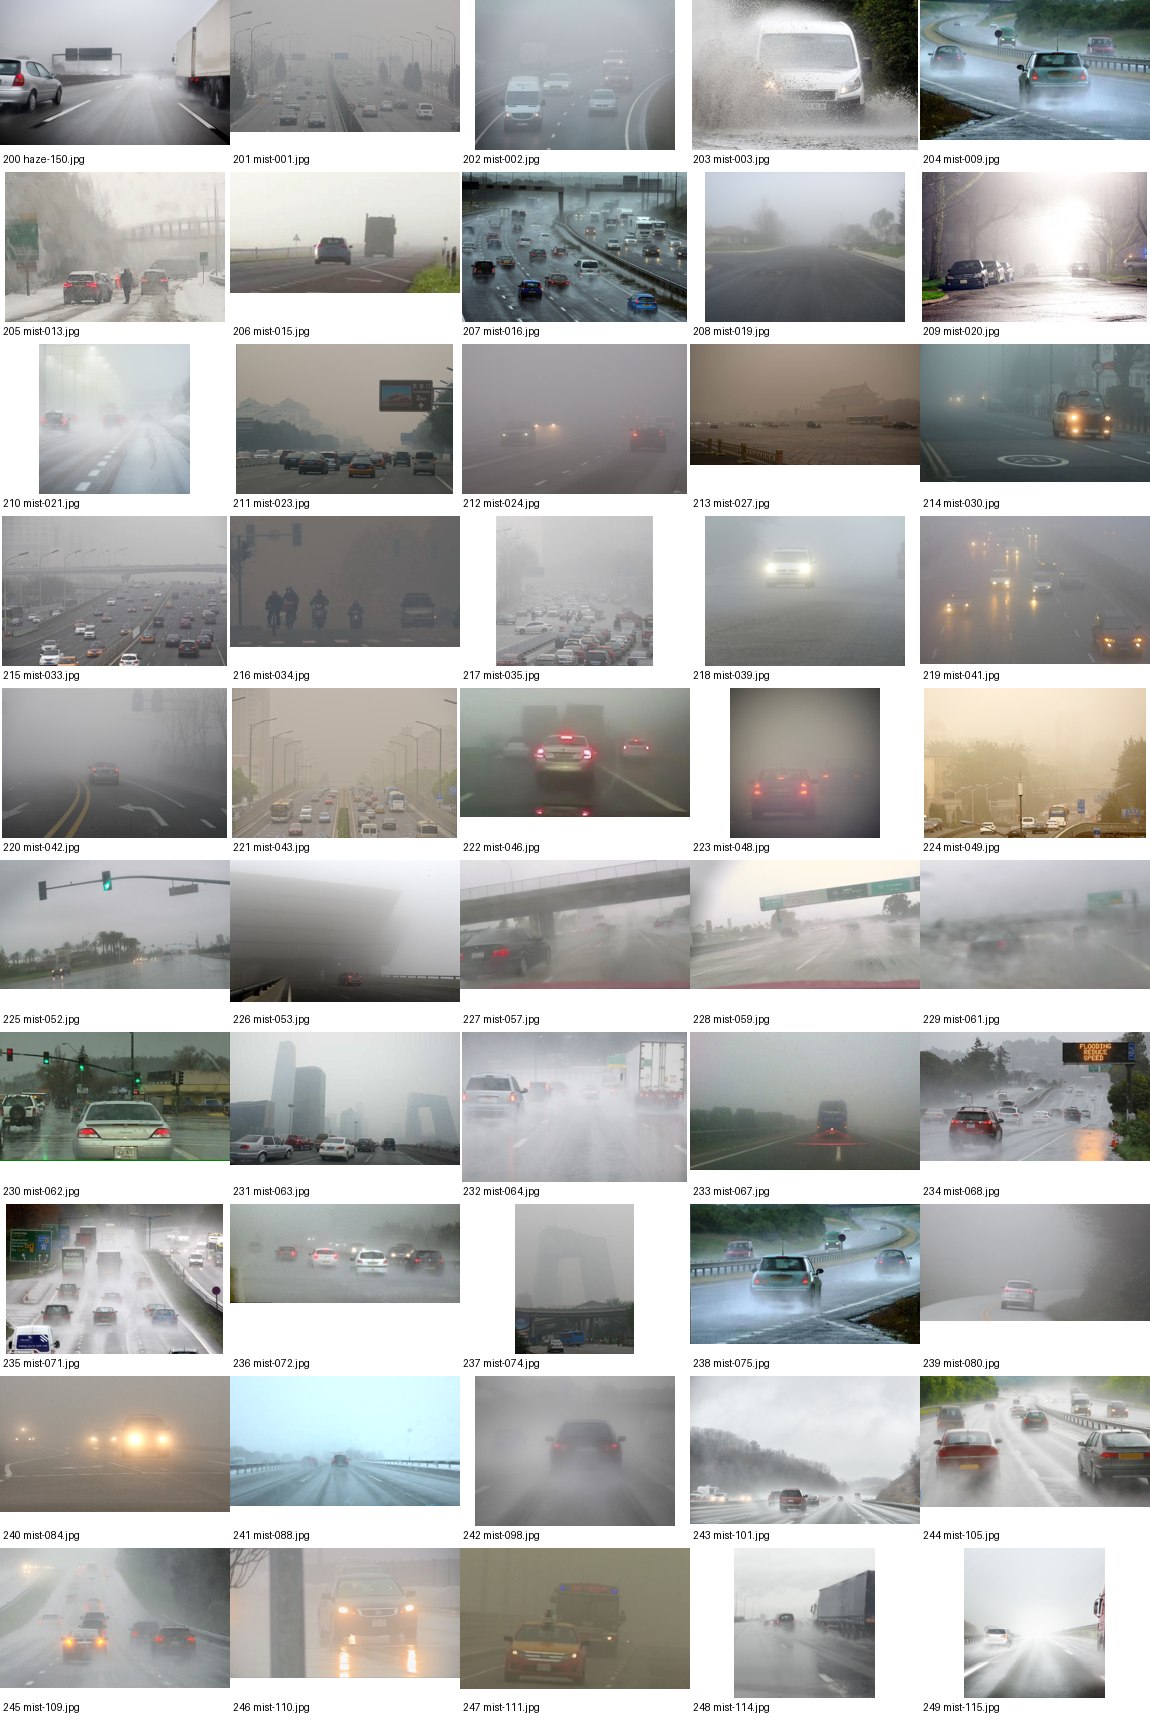 200 haze-150.jpg
201 mist-001.jpg
202 mist-002.jpg
203 mist-003.jpg
204 mist-009.jpg
205 mist-013.jpg
206 mist-015.jpg
207 mist-016.jpg
208 mist-019.jpg
209 mist-020.jpg
210 mist-021.jpg
211 mist-023.jpg
212 mist-024.jpg
213 mist-027.jpg
214 mist-030.jpg
215 mist-033.jpg
216 mist-034.jpg
217 mist-035.jpg
218 mist-039.jpg
219 mist-041.jpg
220 mist-042.jpg
221 mist-043.jpg
222 mist-046.jpg
223 mist-048.jpg
224 mist-049.jpg
225 mist-052.jpg
226 mist-053.jpg
227 mist-057.jpg
228 mist-059.jpg
229 mist-061.jpg
FLOODING
REDUCE
SPEED
230 mist-062.jpg
231 mist-063.jpg
232 mist-064.jpg
233 mist-067.jpg
234 mist-068.jpg
235 mist-071.jpg
236 mist-072.jpg
237 mist-074.jpg
238 mist-075.jpg
239 mist-080.jpg
240 mist-084.jpg
241 mist-088.jpg
242 mist-098.jpg
243 mist-101.jpg
244 mist-105.jpg
245 mist-109.jpg
246 mist-110.jpg
247 mist-111.jpg
248 mist-114.jpg
249 mist-115.jpg